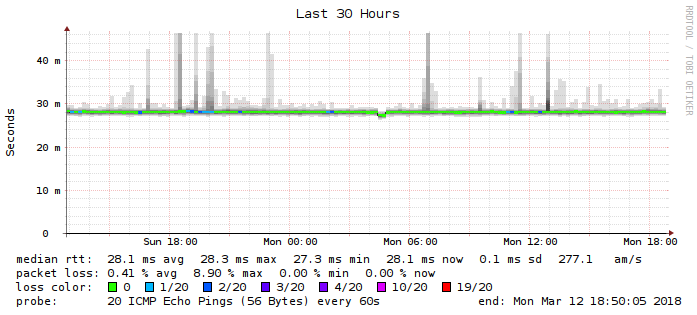 Last 30 Hours
RRDTOOL / TOBI OETIKER
Seconds
40 m
30 m
20 m
10 m
0
Sun 18:00 Mon 00:00 Mon 06:00 Mon 12:00 Mon 18:00
median rtt: 28.1 ms avg 28.3 ms max 27.3 ms min 28.1 ms now 0.1 ms sd 277.1 am/s
packet loss: 0.41 % avg 8.90 % max 0.00 % min 0.00 % now
loss color: 0 1/20 2/20 3/20 4/20 10/20 19/20
probe: 20 ICMP Echo Pings (56 Bytes) every 60s end: Mon Mar 12 18:50:05 2018